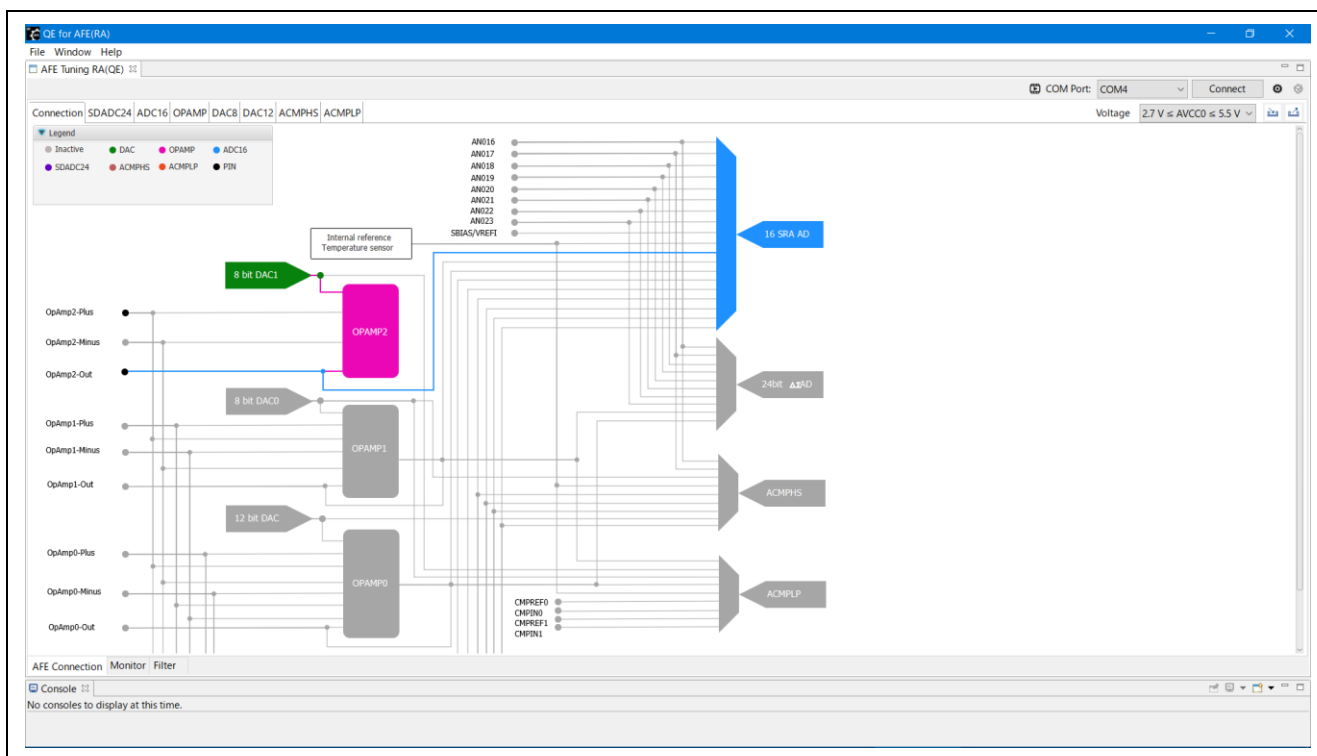 QE for AFE(RA)
File Window Help
AFE Tuning RA(QE)
COM Port: COM4 Connect
Connection SDADC24 ADC16 OPAMP DAC8 DAC12 ACMPHS ACMPLP
Voltage 2.7 V ≤ AVCC0 ≤ 5.5 V
Legend
Inactive DAC OPAMP ADC16
SDADC24 ACMPHS ACMPLP PIN
AN016
AN017
AN018
AN019
AN020
AN021
AN022
AN023
SBIAS/VREFI
16 SRA AD
Internal reference
Temperature sensor
8 bit DAC1
OpAmp2-Plus
OPAMP2
OpAmp2-Minus
OpAmp2-Out
24bit ΔΣAD
8 bit DAC0
OpAmp1-Plus
OpAmp1-Minus
OPAMP1
OpAmp1-Out
ACMPHS
12 bit DAC
OpAmp0-Plus
OPAMP0
OpAmp0-Minus
ACMPLP
CMPREF0
CMPIN0
CMPREF1
CMPIN1
OpAmp0-Out
AFE Connection Monitor Filter
Console
No consoles to display at this time.